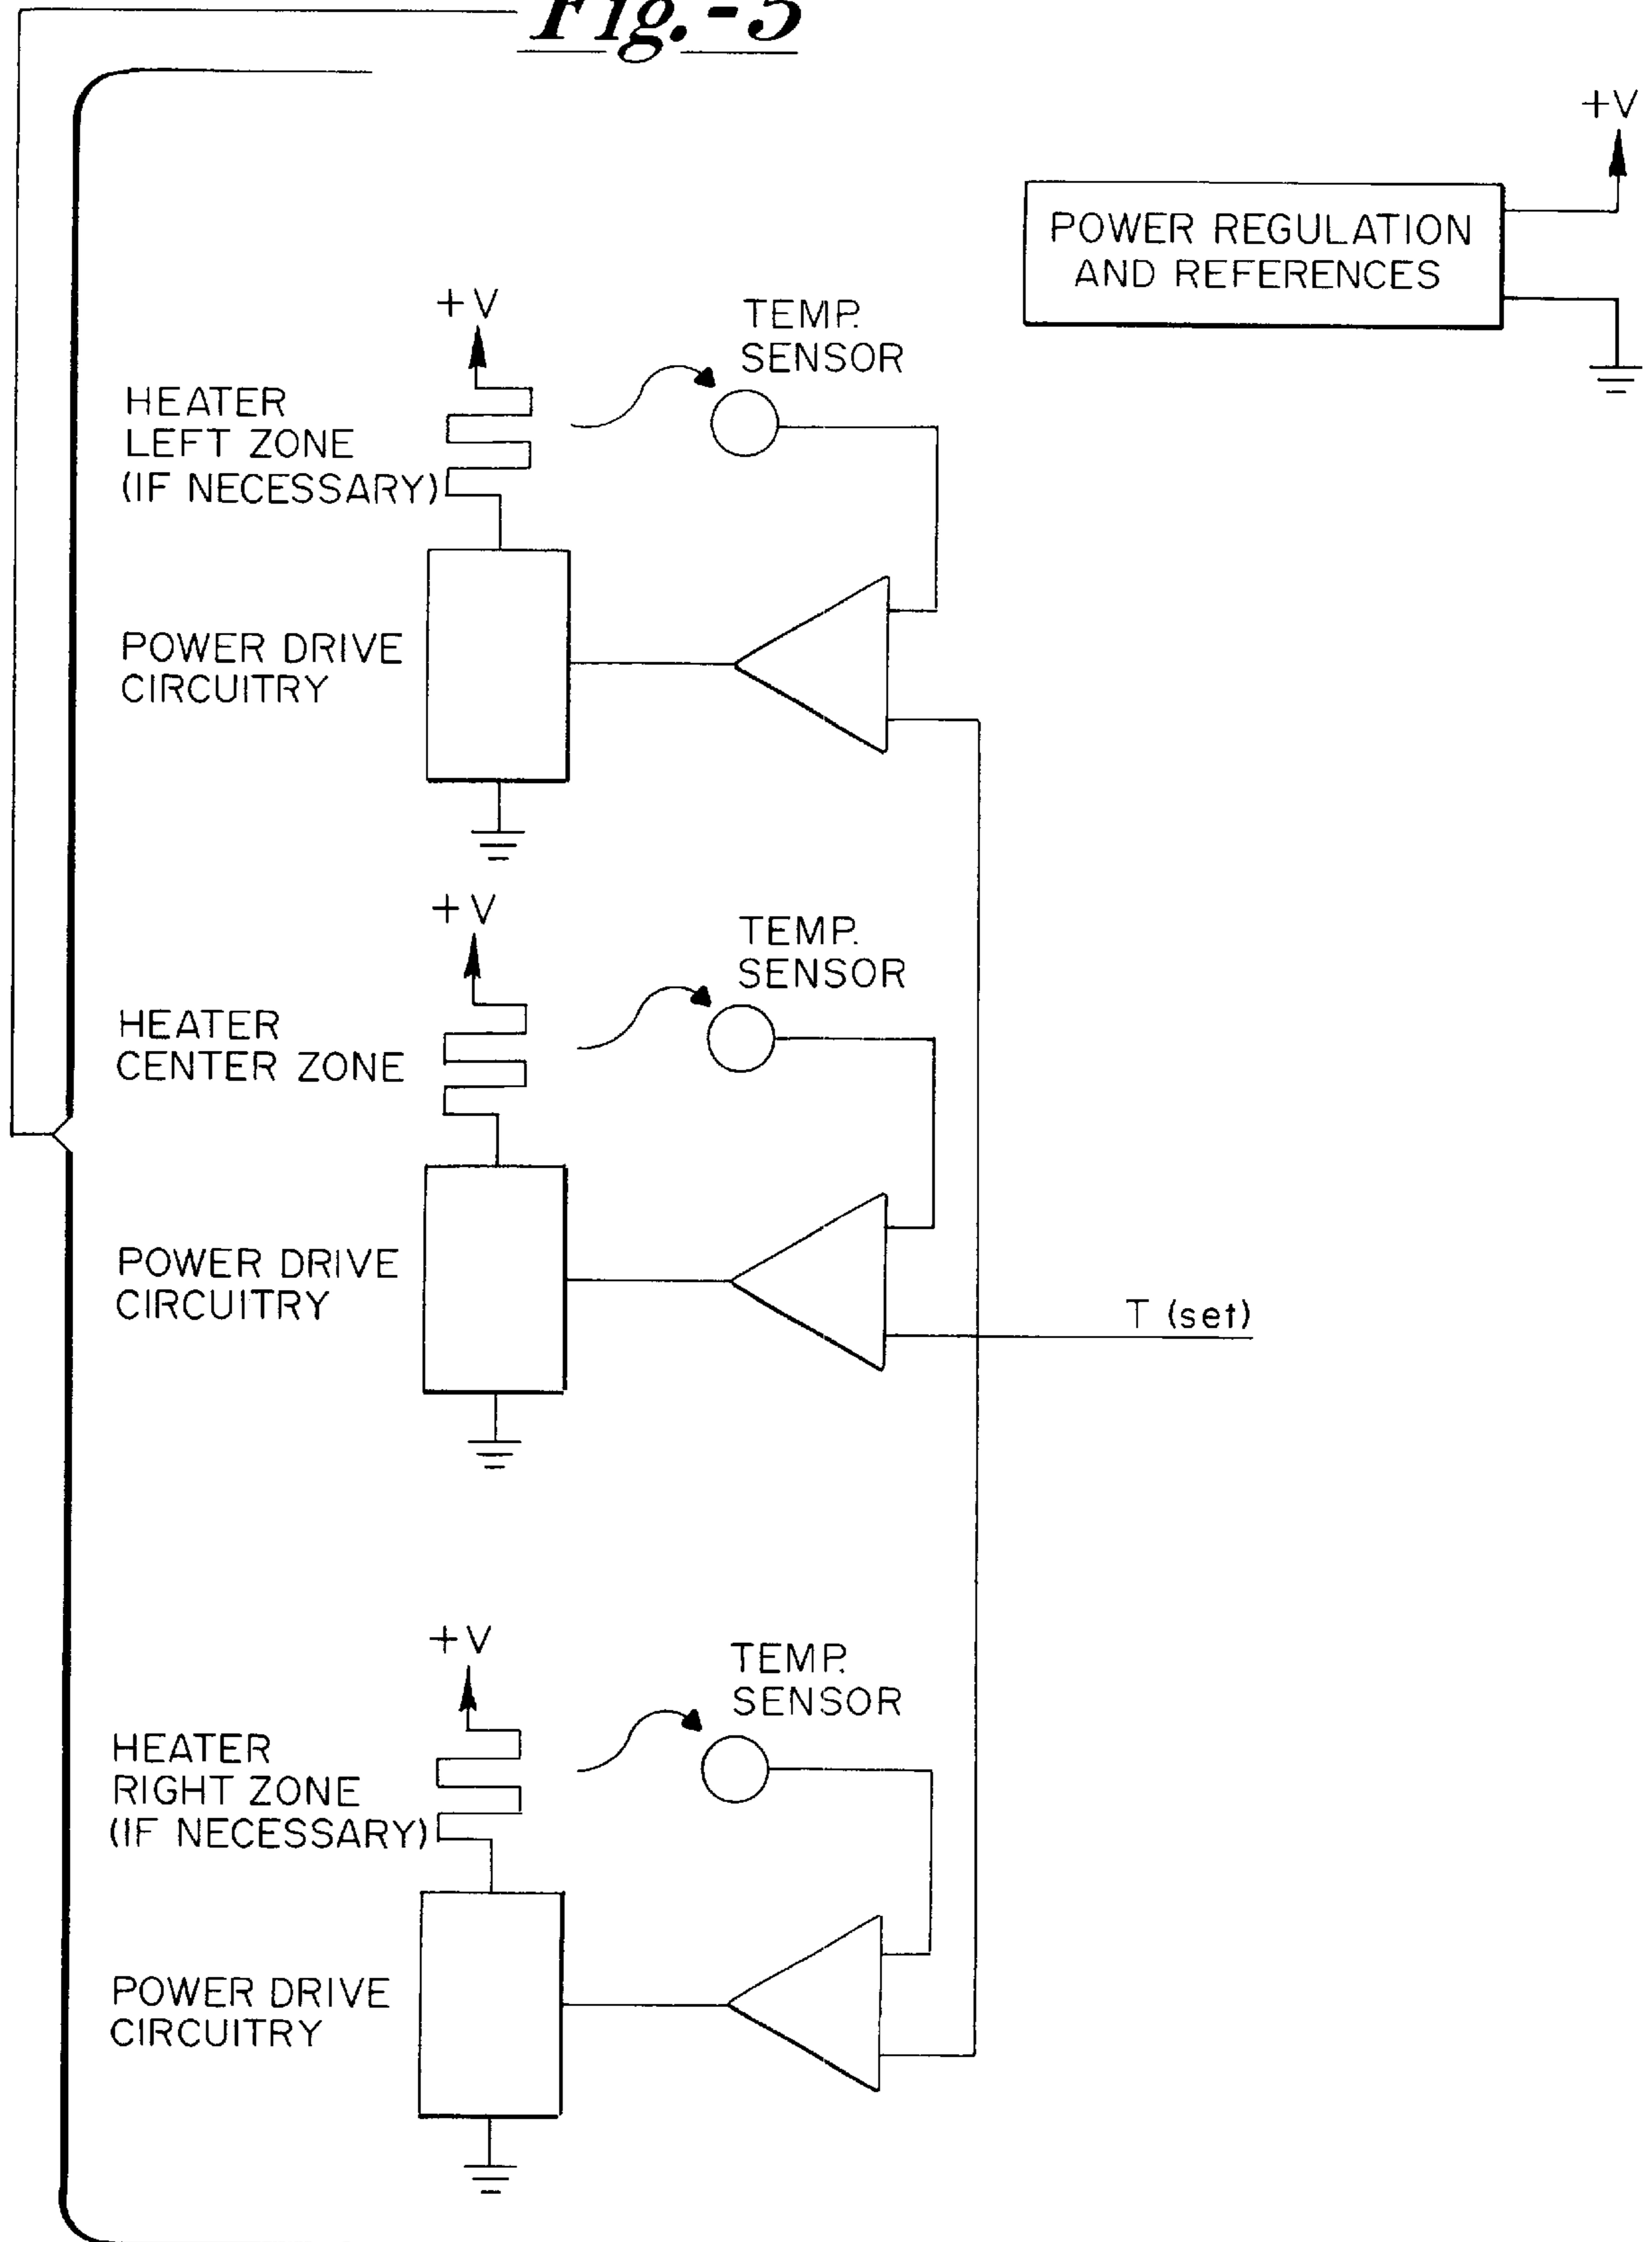 Fig.-5
+V
POWER REGULATION
AND REFERENCES
+V
TEMP.
SENSOR
HEATER
LEFT ZONE
(IF NECESSARY)
POWER DRIVE
CIRCUITRY
+V
TEMP.
SENSOR
HEATER
CENTER ZONE
POWER DRIVE
CIRCUITRY
T (set)
+V
TEMP.
SENSOR
HEATER
RIGHT ZONE
(IF NECESSARY)
POWER DRIVE
CIRCUITRY